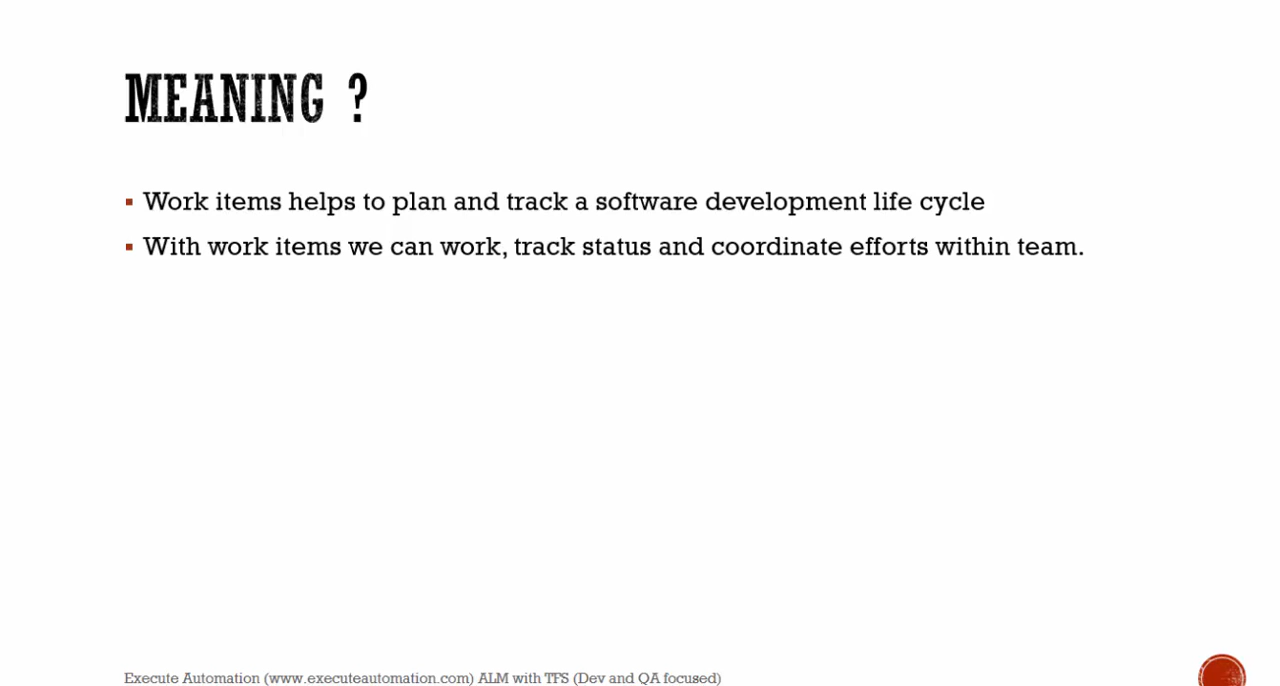 MEANING ?
Work items helps to plan and track a software development life cycle
With work items we can work, track status and coordinate efforts within team.
Execute Automation (www.executeautomation.com) ALM with TFS (Dev and QA focused)